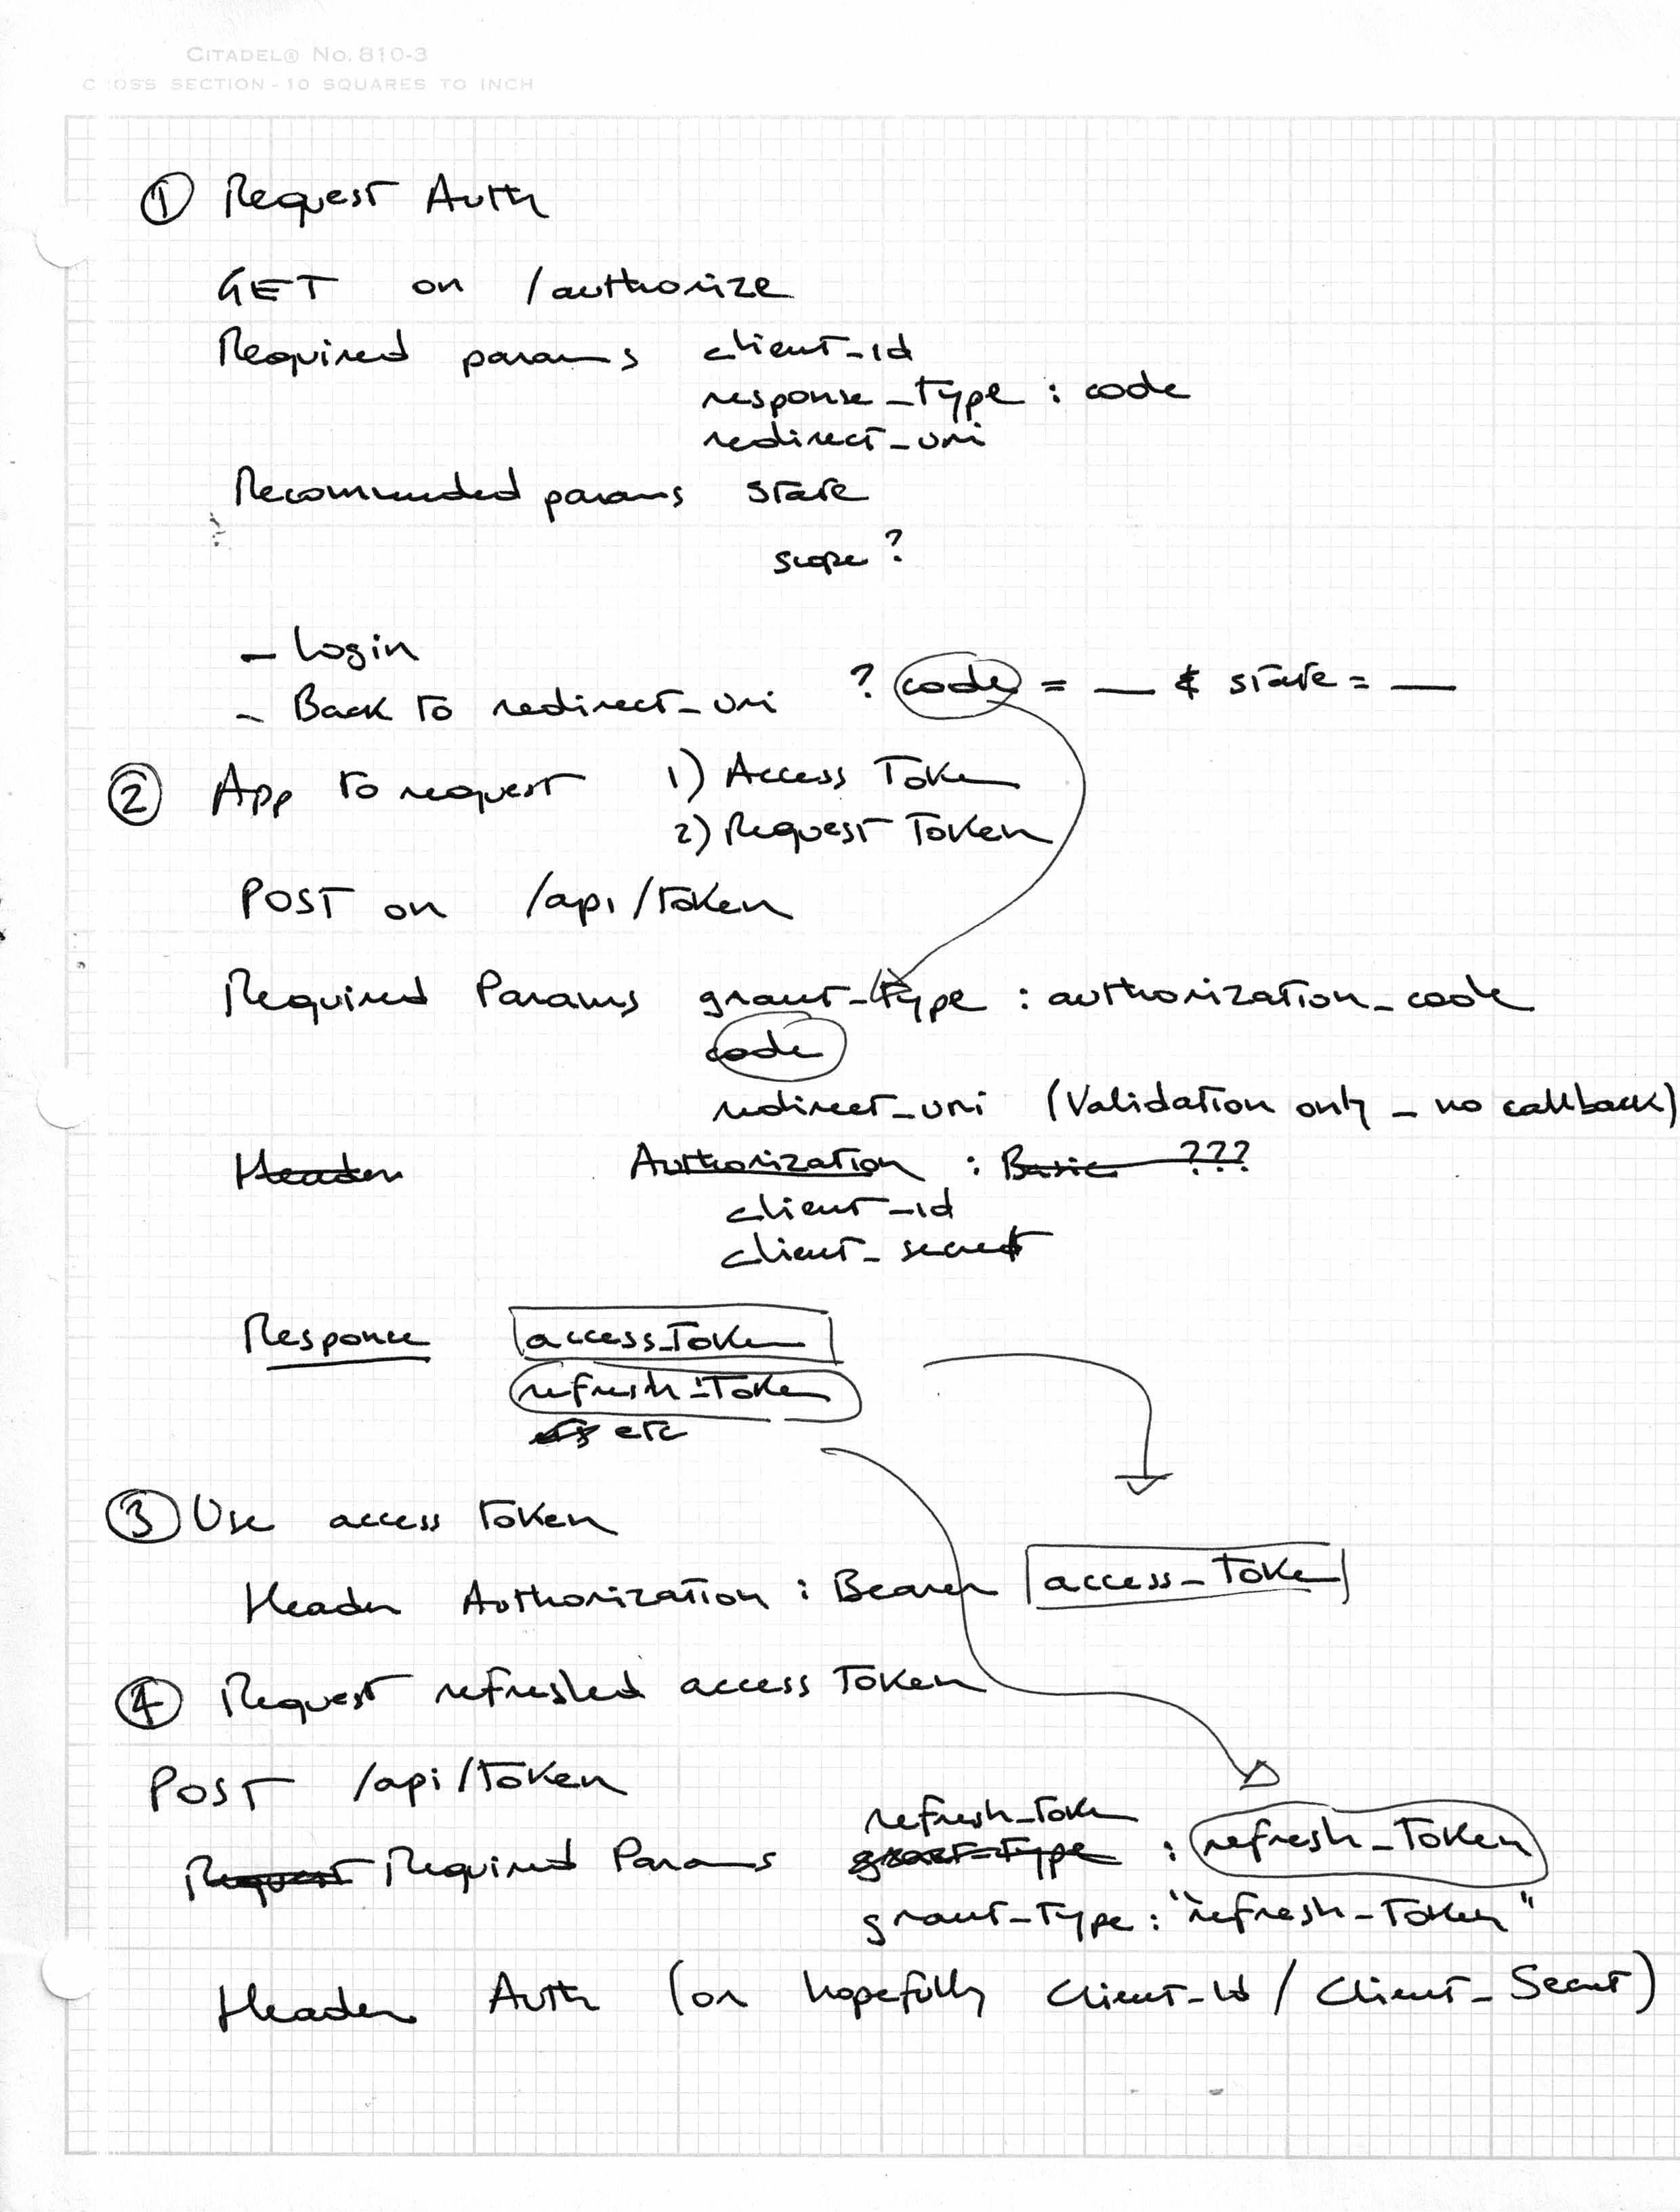 CITADEL® NO. 810-3
CROSS SECTION - 10 SQUARES TO INCH
① Request Auth
GET on /authorize
Required params client_id
response_type : code
redirect_uri
Recommended params state
scope ?
- Login
- Back to redirect_uri ? code = __ & state = __
② App to request 1) Access Token
2) Request Token
POST on /api/token
Required Params grant_type : authorization_code
code
redirect_uri (Validation only - no callback)
Header Authorization : Basic ???
client_id
client_secret
Response access_token
refresh_token
etc
③ Use access token
Header Authorization : Bearer access_token
④ Request refreshed access token
POST /api/token
refresh_token
Request Required Params grant_type : refresh_token
grant_type : "refresh_token"
Header Auth (or hopefully Client_Id / Client_Secret)